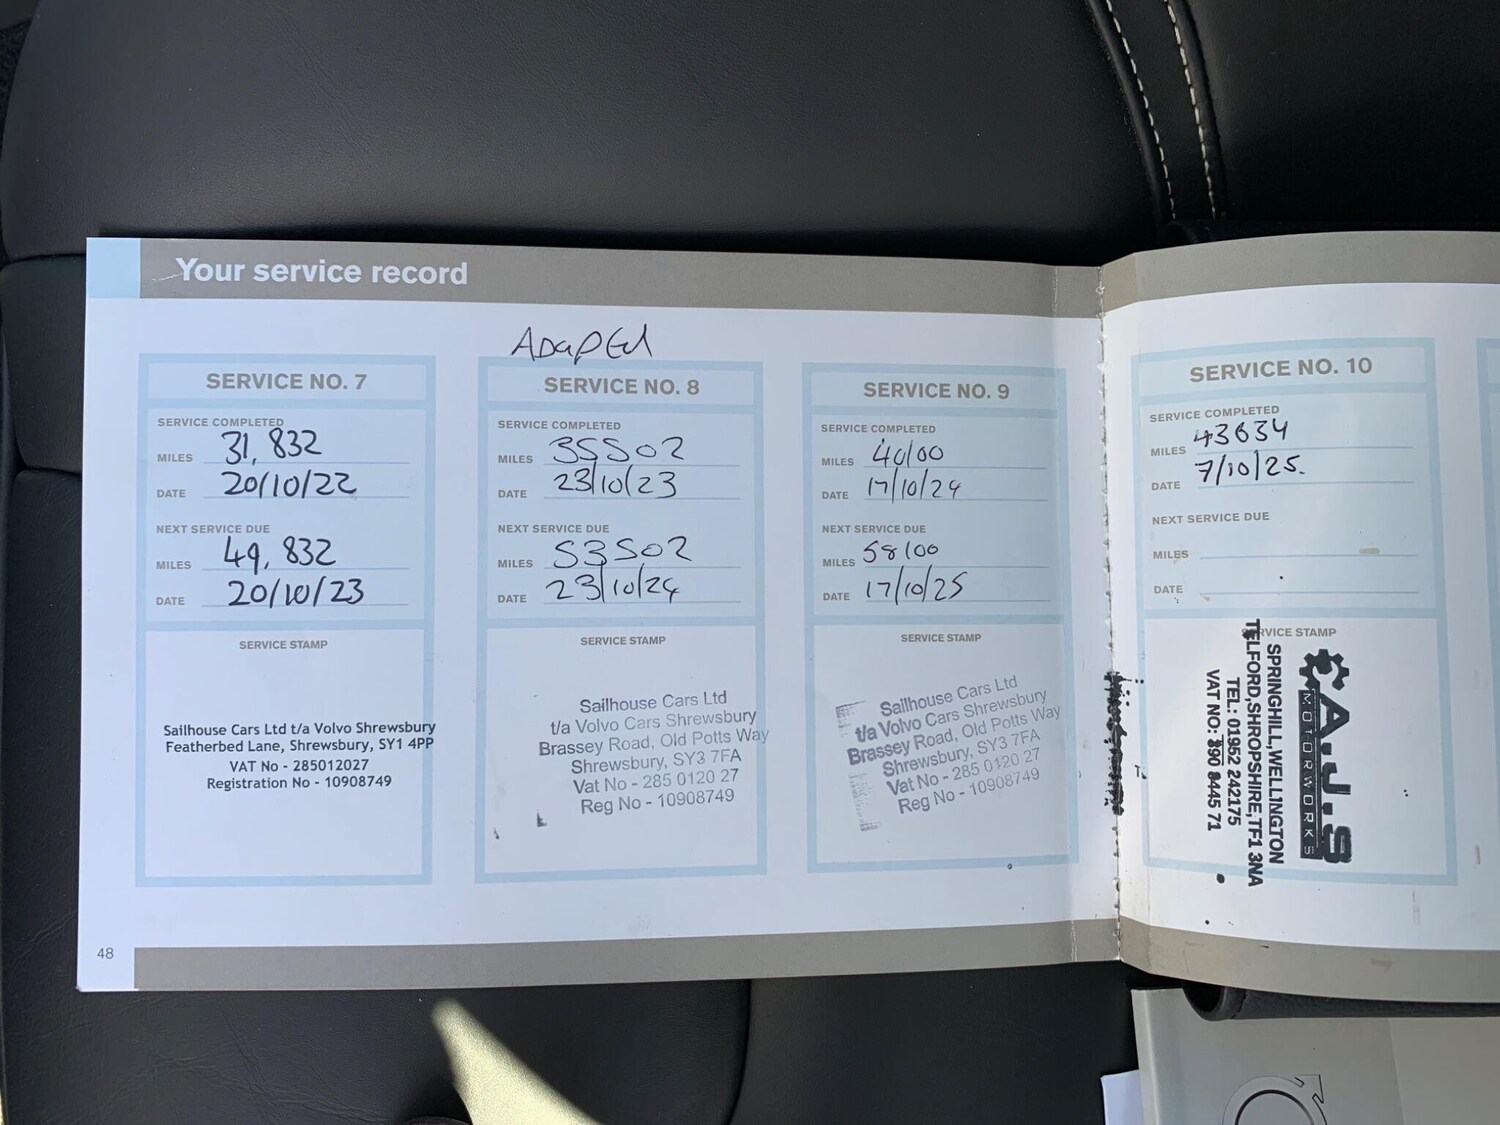 Your service record
ADapEd
SERVICE NO. 7
SERVICE COMPLETED
MILES 31,832
DATE 20/10/22
NEXT SERVICE DUE
MILES 49,832
DATE 20/10/23
SERVICE STAMP
Sailhouse Cars Ltd t/a Volvo Shrewsbury
Featherbed Lane, Shrewsbury, SY1 4PP
VAT No - 285012027
Registration No - 10908749
SERVICE NO. 8
SERVICE COMPLETED
MILES 35502
DATE 23/10/23
NEXT SERVICE DUE
MILES 53502
DATE 23/10/24
SERVICE STAMP
Sailhouse Cars Ltd
t/a Volvo Cars Shrewsbury
Brassey Road, Old Potts Way
Shrewsbury, SY3 7FA
Vat No - 285 0120 27
Reg No - 10908749
SERVICE NO. 9
SERVICE COMPLETED
MILES 40100
DATE 17/10/24
NEXT SERVICE DUE
MILES 58100
DATE 17/10/25
SERVICE STAMP
Sailhouse Cars Ltd
t/a Volvo Cars Shrewsbury
Brassey Road, Old Potts Way
Shrewsbury, SY3 7FA
Vat No - 285 0120 27
Reg No - 10908749
SERVICE NO. 10
SERVICE COMPLETED
MILES 43634
DATE 7/10/25.
NEXT SERVICE DUE
MILES
DATE
SERVICE STAMP
A.J.S
MOTORWORKS
SPRINGHILL, WELLINGTON
TELFORD, SHROPSHIRE, TF1 3NA
TEL: 01952 242175
VAT NO: 390 8445 71
48